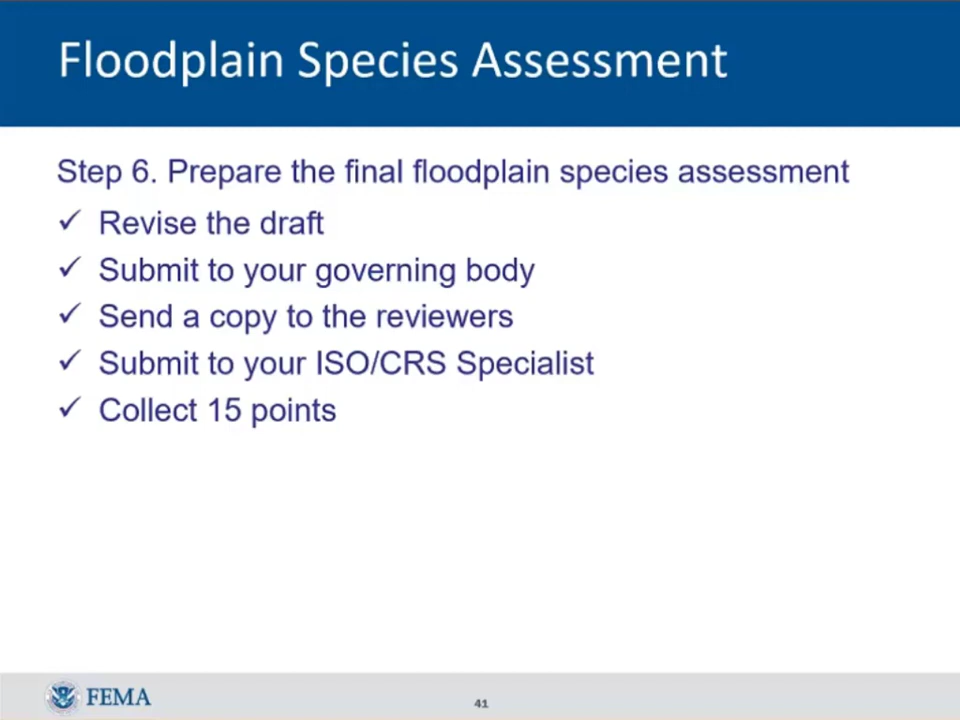 Floodplain Species Assessment
Step 6. Prepare the final floodplain species assessment
✓ Revise the draft
✓ Submit to your governing body
✓ Send a copy to the reviewers
✓ Submit to your ISO/CRS Specialist
✓ Collect 15 points
FEMA
41